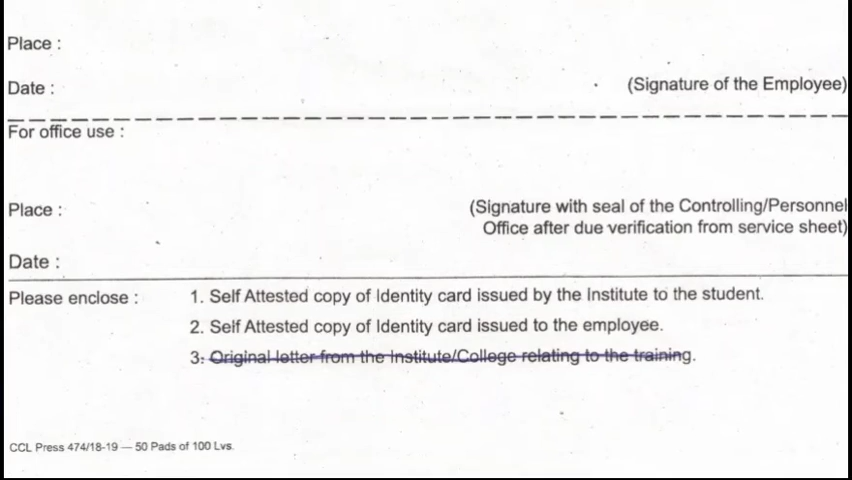 Place :
Date :
(Signature of the Employee)
For office use :
Place :
(Signature with seal of the Controlling/Personnel
Office after due verification from service sheet)
Date :
Please enclose :
1. Self Attested copy of Identity card issued by the Institute to the student.
2. Self Attested copy of Identity card issued to the employee.
3. Original letter from the Institute/College relating to the training.
CCL Press 474/18-19 — 50 Pads of 100 Lvs.